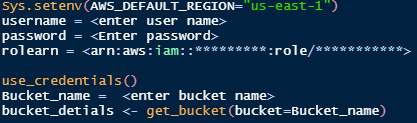 Sys.setenv(AWS_DEFAULT_REGION="us-east-1")
username = <enter user name>
password = <Enter password>
rolearn = <arn:aws:iam::*********:role/***********>
use_credentials()
Bucket_name =  <enter bucket name>
bucket_detials <- get_bucket(bucket=Bucket_name)